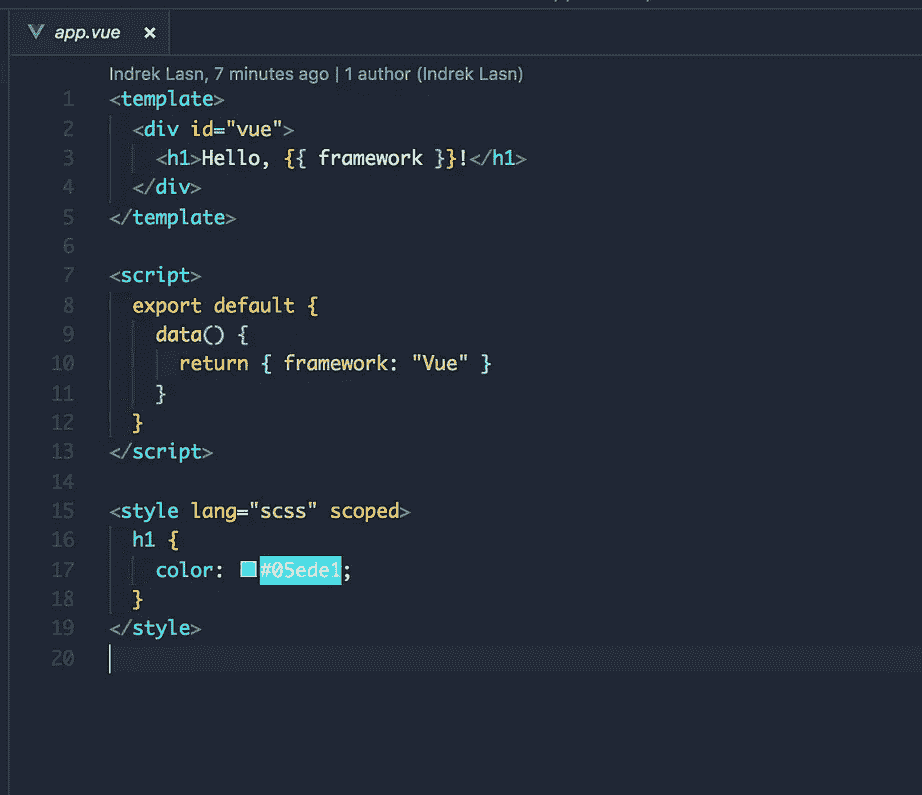 app.vue ×
Indrek Lasn, 7 minutes ago | 1 author (Indrek Lasn)
1 <template>
2   <div id="vue">
3     <h1>Hello, {{ framework }}!</h1>
4   </div>
5 </template>
6
7 <script>
8   export default {
9     data() {
10       return { framework: "Vue" }
11     }
12   }
13 </script>
14
15 <style lang="scss" scoped>
16   h1 {
17     color: #05ede1;
18   }
19 </style>
20